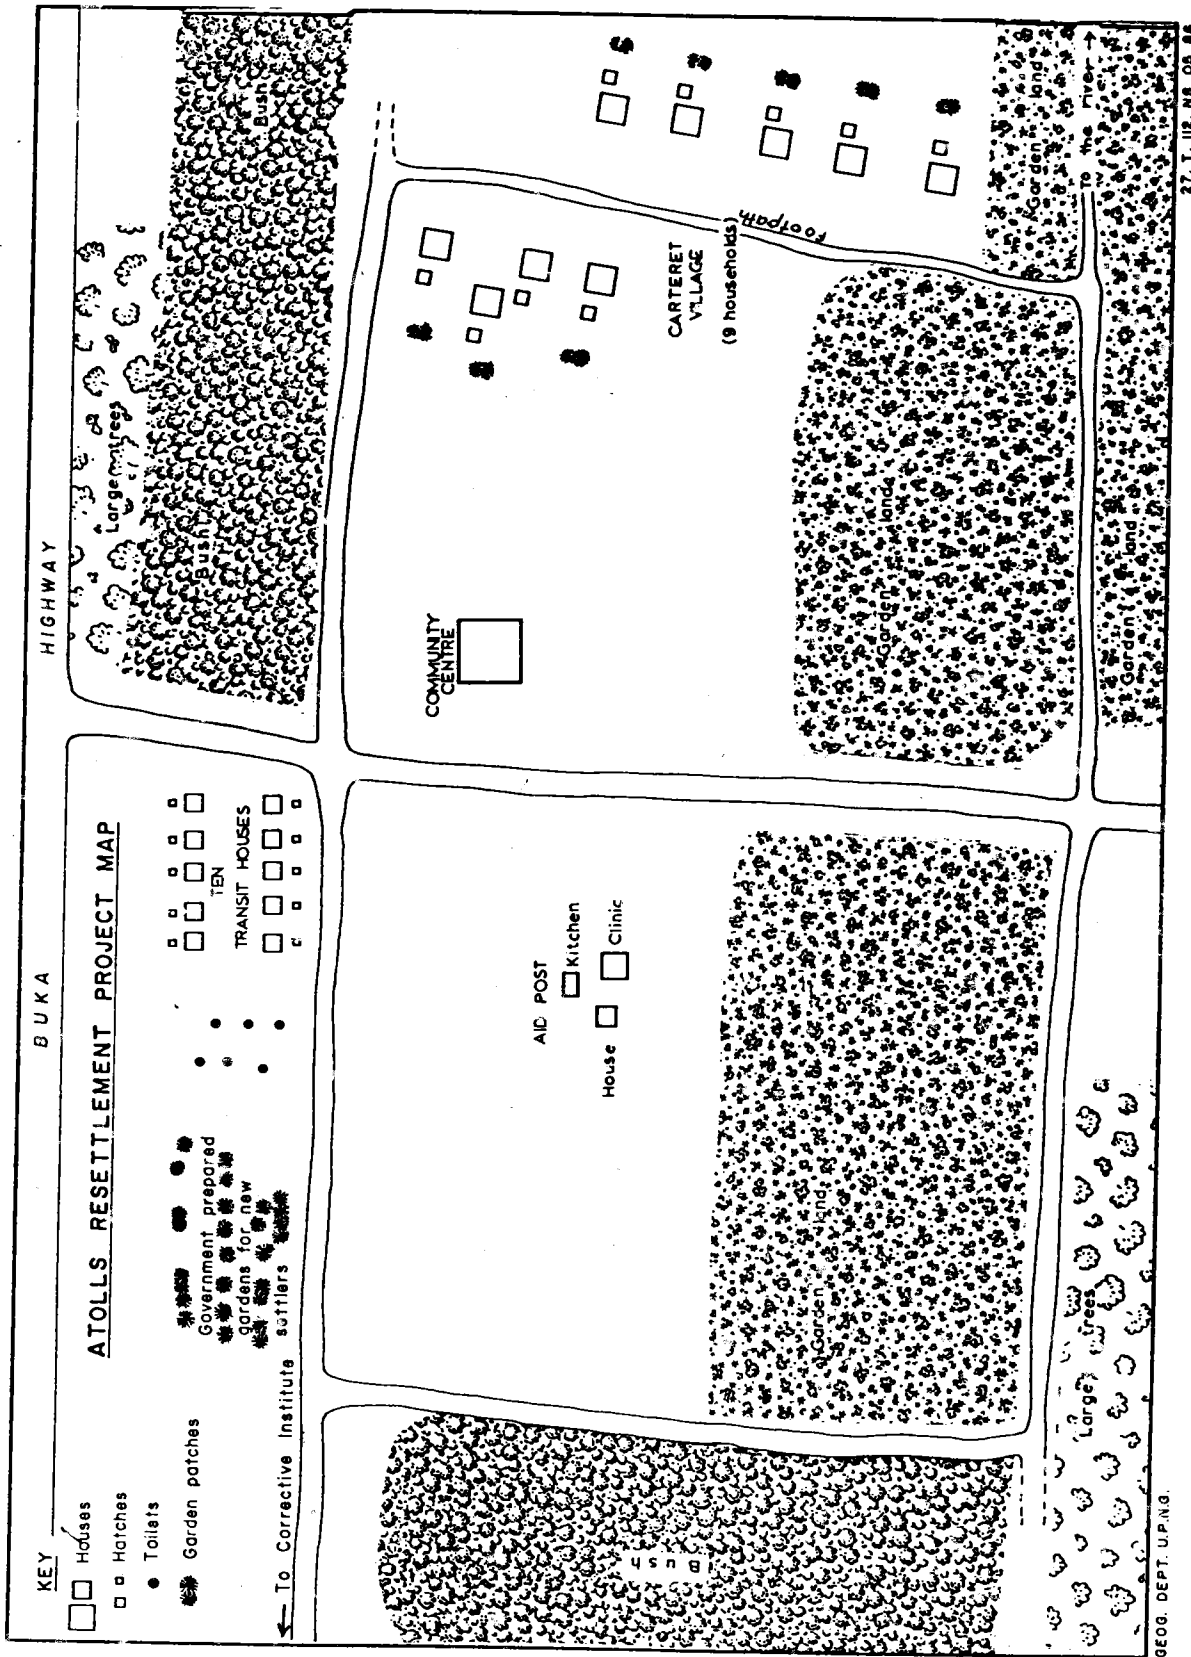 BUKA HIGHWAY
ATOLLS RESETTLEMENT PROJECT MAP
KEY
Houses
Hatches
Toilets
Garden patches
← To Corrective Institute
Government prepared
gardens for new
settlers
TEN
TRANSIT HOUSES
Large trees
Bush
Bush
COMMUNITY
CENTRE
CARTERET
VILLAGE
(9 households)
Footpath
AID POST
Kitchen
House
Clinic
Garden land
Garden lands
Garden land
Garden land
To the river →
Bush
Large trees
GEOG. DEPT. U.P.N.G.